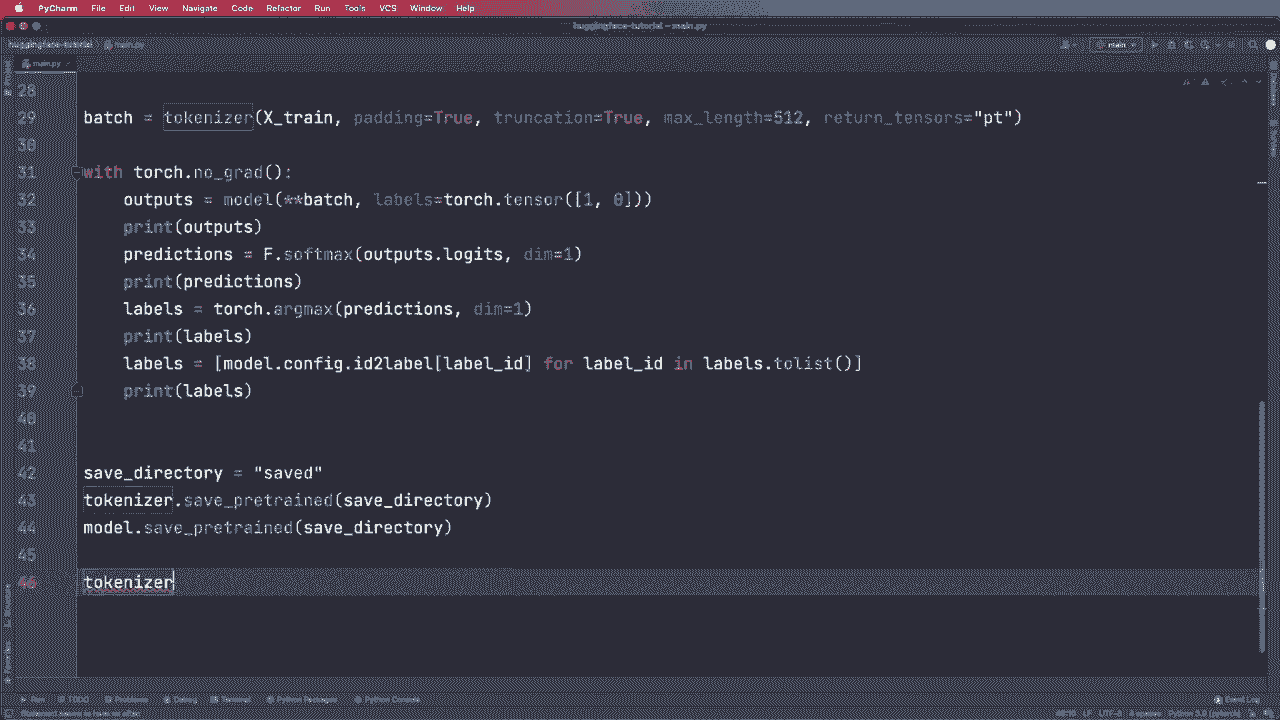 PyCharm File Edit View Navigate Code Refactor Run Tools VCS Window Help
huggingface-tutorial – main.py
huggingface-tutorial main.py
main
main.py
28
29 batch = tokenizer(X_train, padding=True, truncation=True, max_length=512, return_tensors="pt")
30
31 with torch.no_grad():
32 outputs = model(**batch, labels=torch.tensor([1, 0]))
33 print(outputs)
34 predictions = F.softmax(outputs.logits, dim=1)
35 print(predictions)
36 labels = torch.argmax(predictions, dim=1)
37 print(labels)
38 labels = [model.config.id2label[label_id] for label_id in labels.tolist()]
39 print(labels)
40
41
42 save_directory = "saved"
43 tokenizer.save_pretrained(save_directory)
44 model.save_pretrained(save_directory)
45
46 tokenizer
Run TODO Problems Debug Terminal Python Packages Python Console Event Log